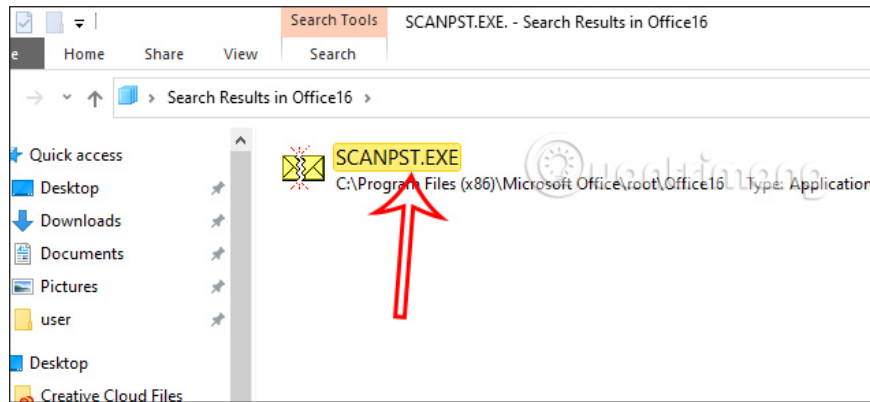 Search Tools
SCANPST.EXE. - Search Results in Office16
e Home Share View Search
Search Results in Office16
Quick access
SCANPST.EXE
Desktop
C:\Program Files (x86)\Microsoft Office\root\Office16 Type: Application
Downloads
Documents
Pictures
user
Desktop
Creative Cloud Files
Quantrimang